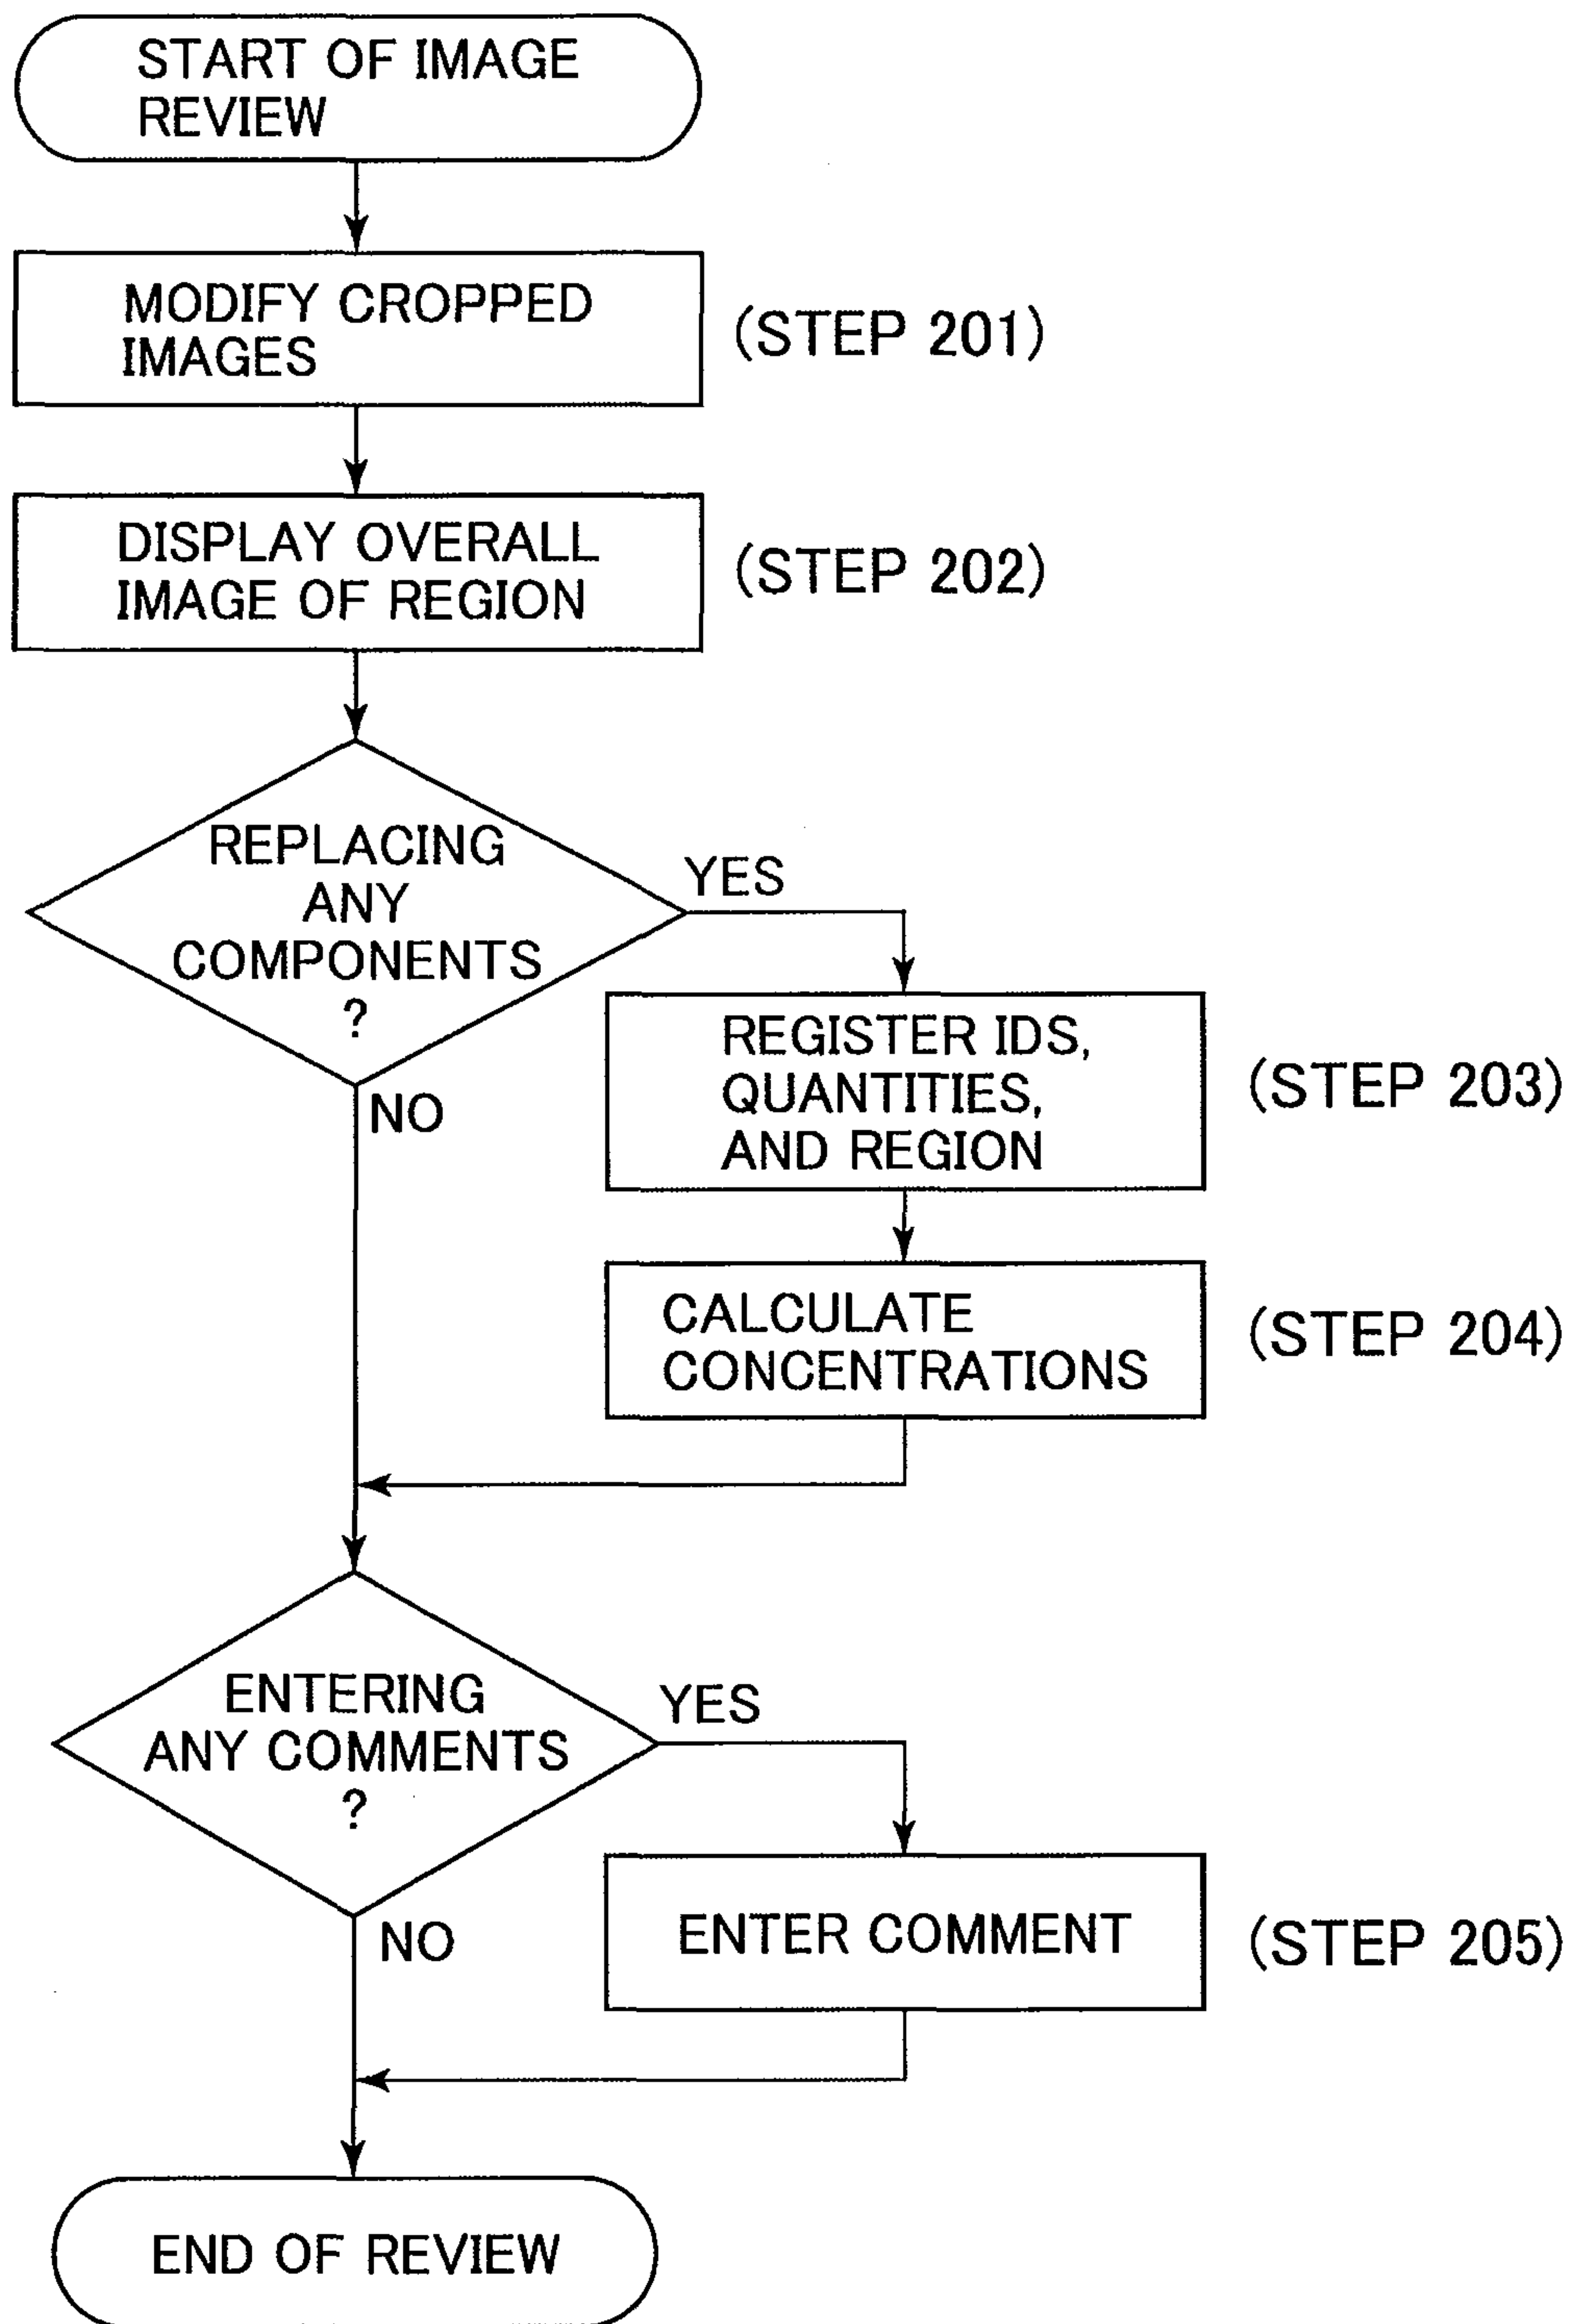 START OF IMAGE
REVIEW
MODIFY CROPPED
IMAGES
(STEP 201)
DISPLAY OVERALL
IMAGE OF REGION
(STEP 202)
REPLACING
ANY
COMPONENTS
?
YES
NO
REGISTER IDS,
QUANTITIES,
AND REGION
(STEP 203)
CALCULATE
CONCENTRATIONS
(STEP 204)
ENTERING
ANY COMMENTS
?
YES
NO
ENTER COMMENT
(STEP 205)
END OF REVIEW